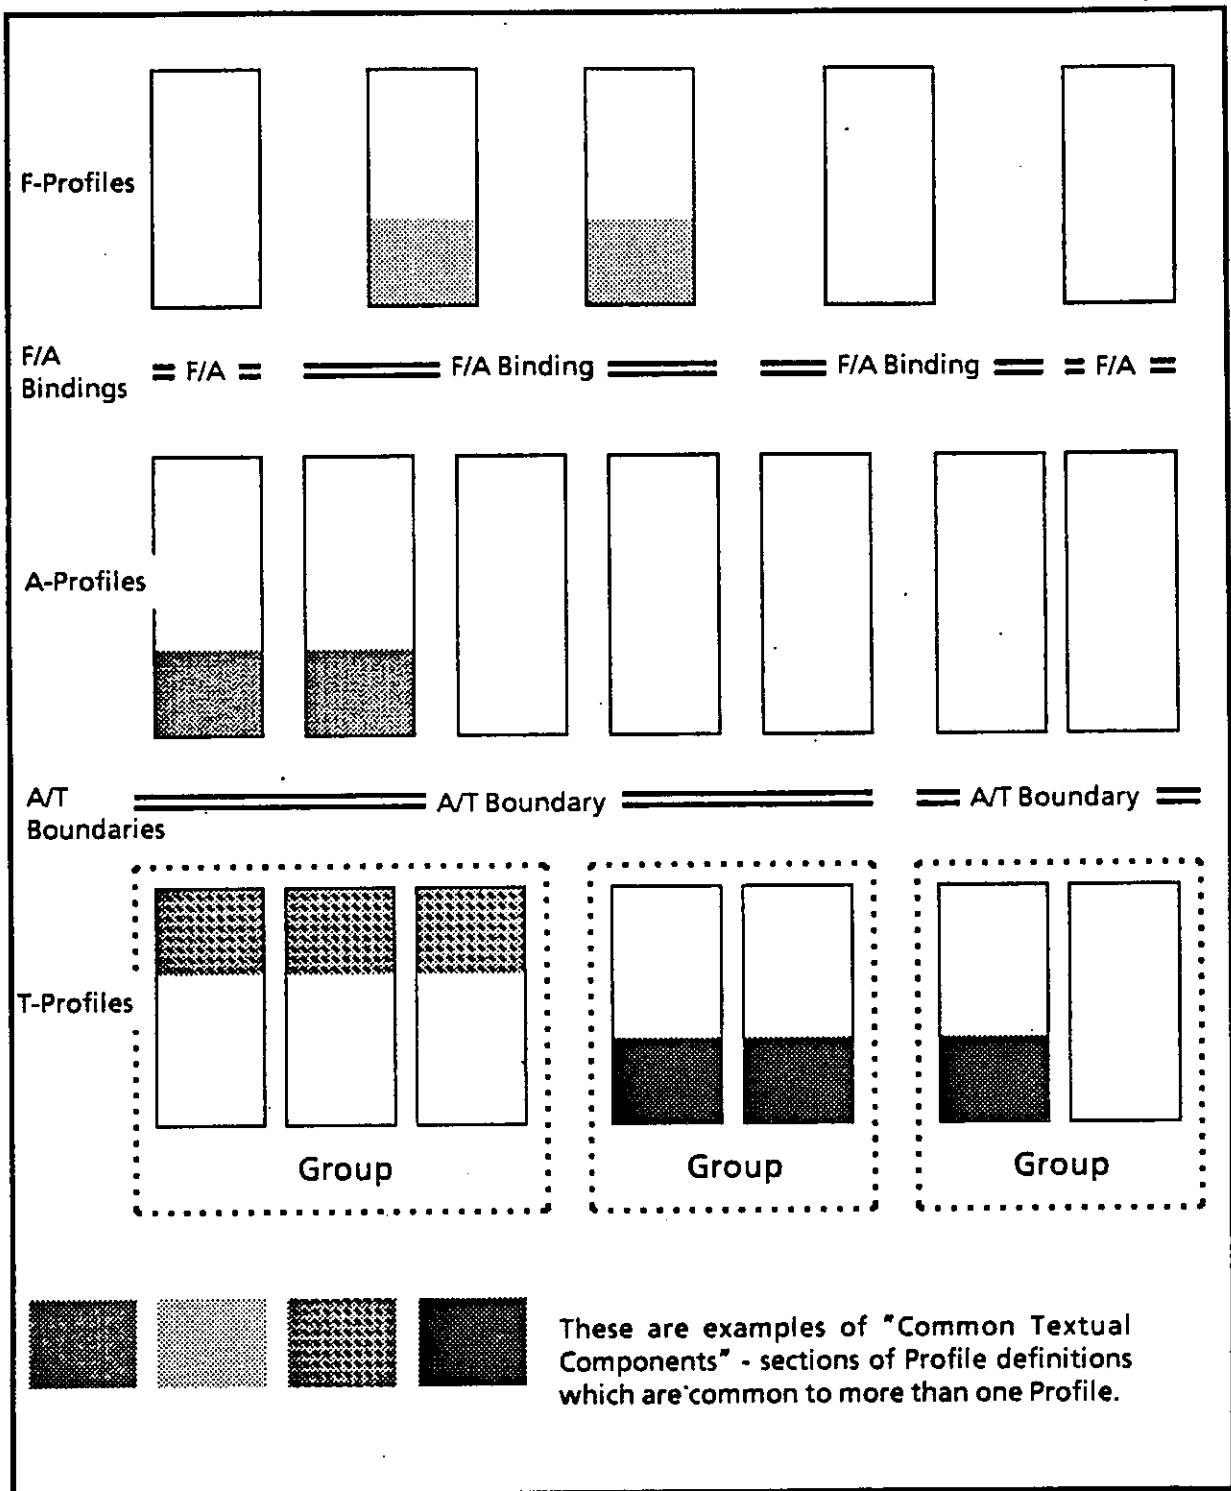 F-Profiles
F/A
Bindings
F/A
F/A Binding
F/A Binding
F/A
A-Profiles
A/T
Boundaries
A/T Boundary
A/T Boundary
T-Profiles
Group
Group
Group
These are examples of "Common Textual
Components" - sections of Profile definitions
which are common to more than one Profile.